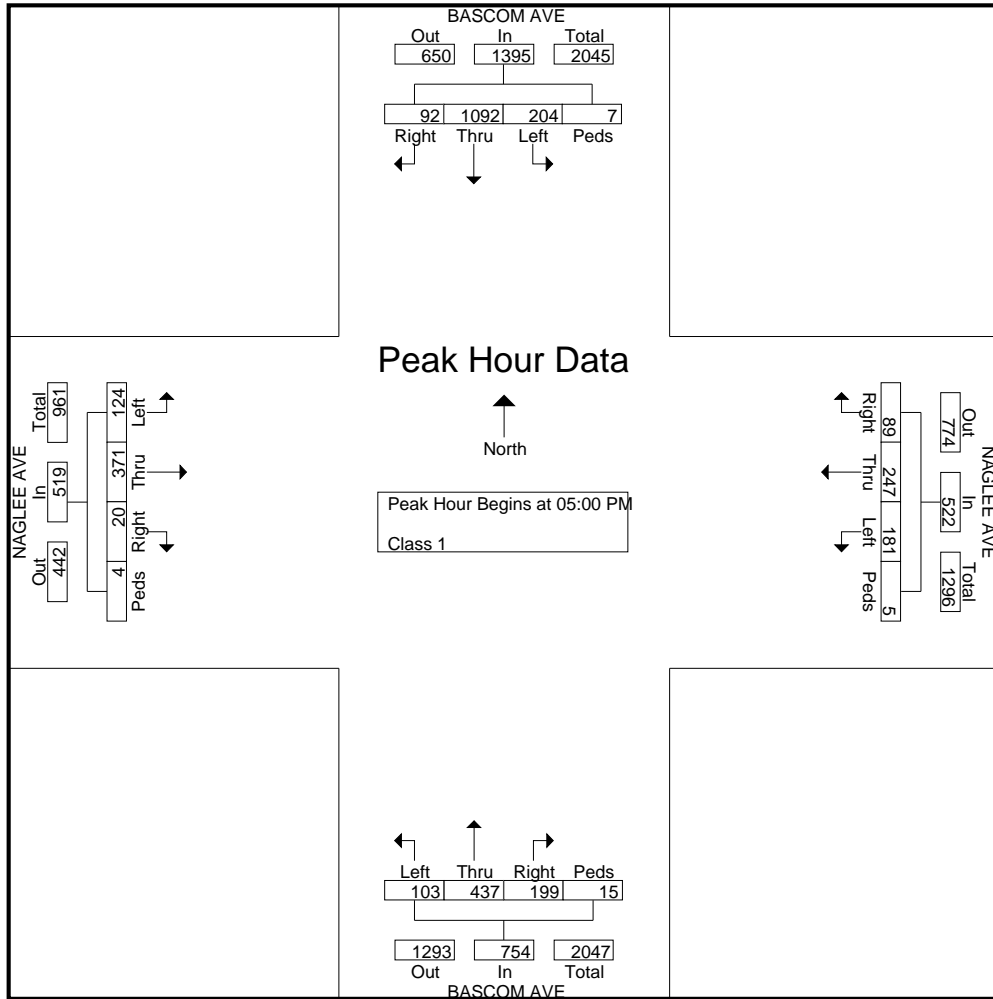 BASCOM AVE
Out In Total
650 1395 2045
92 1092 204 7
Right Thru Left Peds
Peak Hour Data
North
Peak Hour Begins at 05:00 PM
Class 1
NAGLEE AVE
Total In Out
961 519 442
124 371 20 4
Left Thru Right Peds
NAGLEE AVE
Out In Total
774 522 1296
89 247 181 5
Right Thru Left Peds
Left Thru Right Peds
103 437 199 15
1293 754 2047
Out In Total
BASCOM AVE